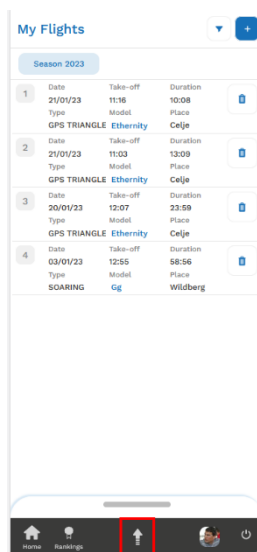 My Flights
+
Season 2023
1
Date Take-off Duration
21/01/23 11:16 10:08
Type Model Place
GPS TRIANGLE Ethernity Celje
2
Date Take-off Duration
21/01/23 11:03 13:09
Type Model Place
GPS TRIANGLE Ethernity Celje
3
Date Take-off Duration
20/01/23 12:07 23:59
Type Model Place
GPS TRIANGLE Ethernity Celje
4
Date Take-off Duration
03/01/23 12:55 58:56
Type Model Place
SOARING Gg Wildberg
Home Rankings